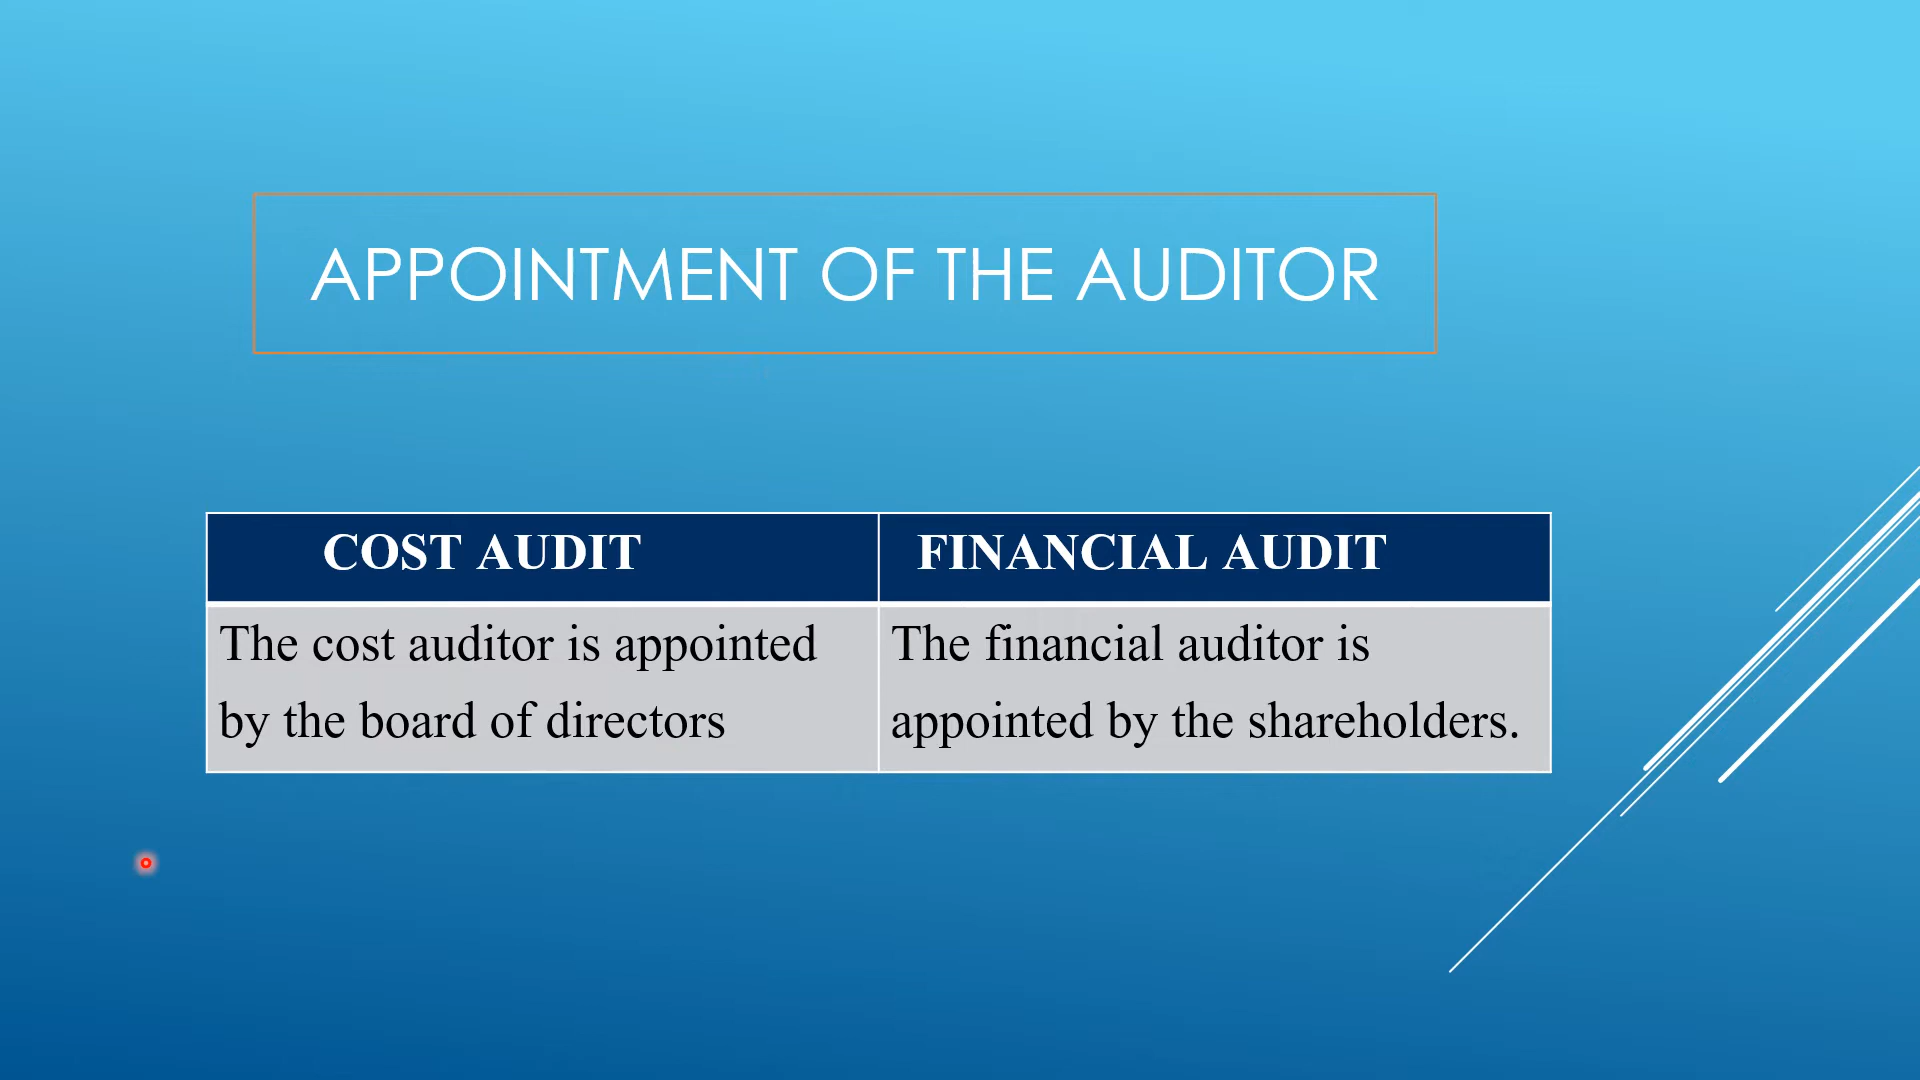 APPOINTMENT OF THE AUDITOR
COST AUDIT
FINANCIAL AUDIT
The cost auditor is appointed
by the board of directors
The financial auditor is
appointed by the shareholders.